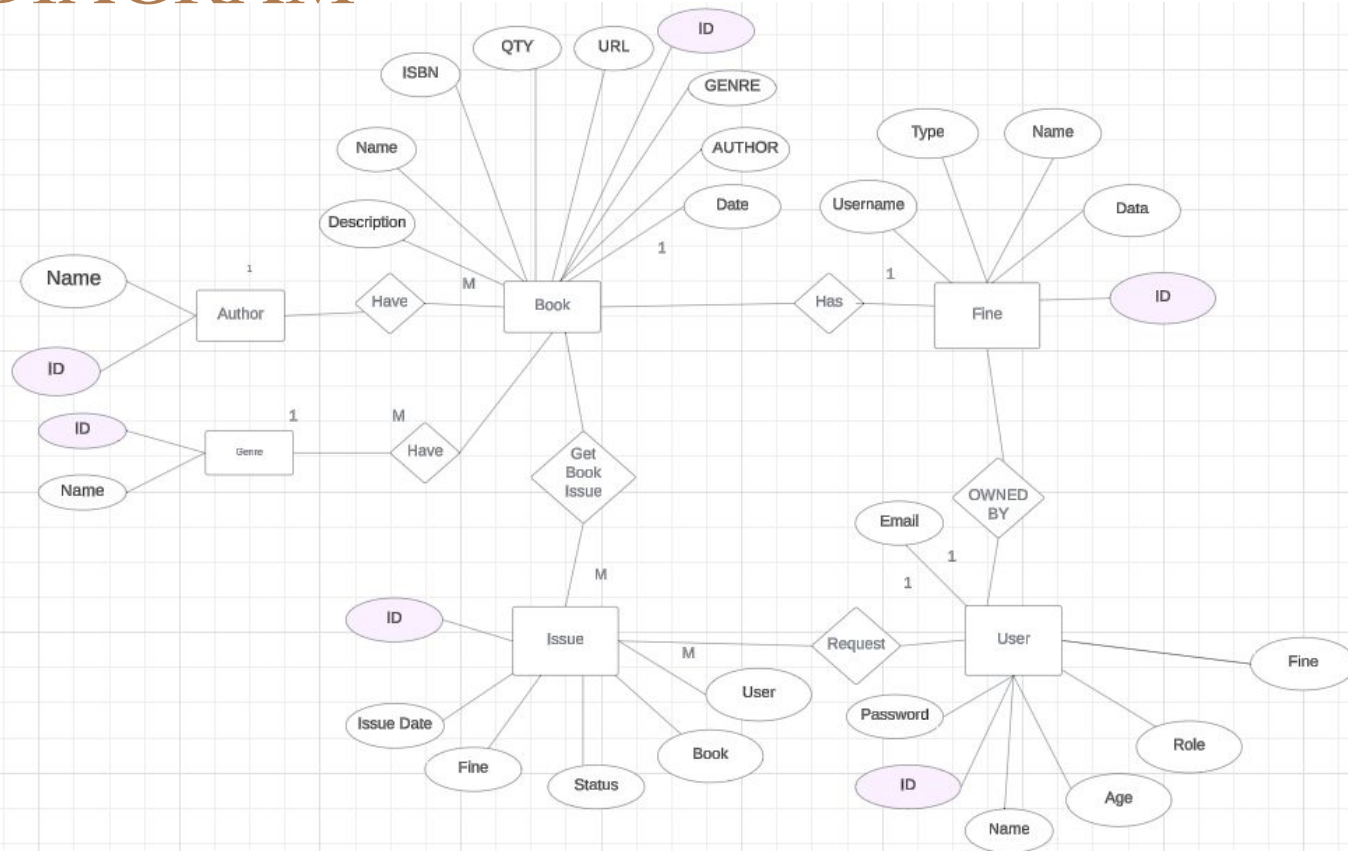 DIAGRAM
ID
QTY
URL
ISBN
GENRE
Type
Name
Name
AUTHOR
Username
Date
Data
Description
1
Name
1
M
1
Have
Book
Has
ID
Author
Fine
ID
ID
1
M
Genre
Have
Get
Book
Issue
Name
OWNED
BY
Email
1
M
1
ID
Issue
Request
User
M
Fine
User
Password
Issue Date
Role
Book
Fine
Status
ID
Age
Name